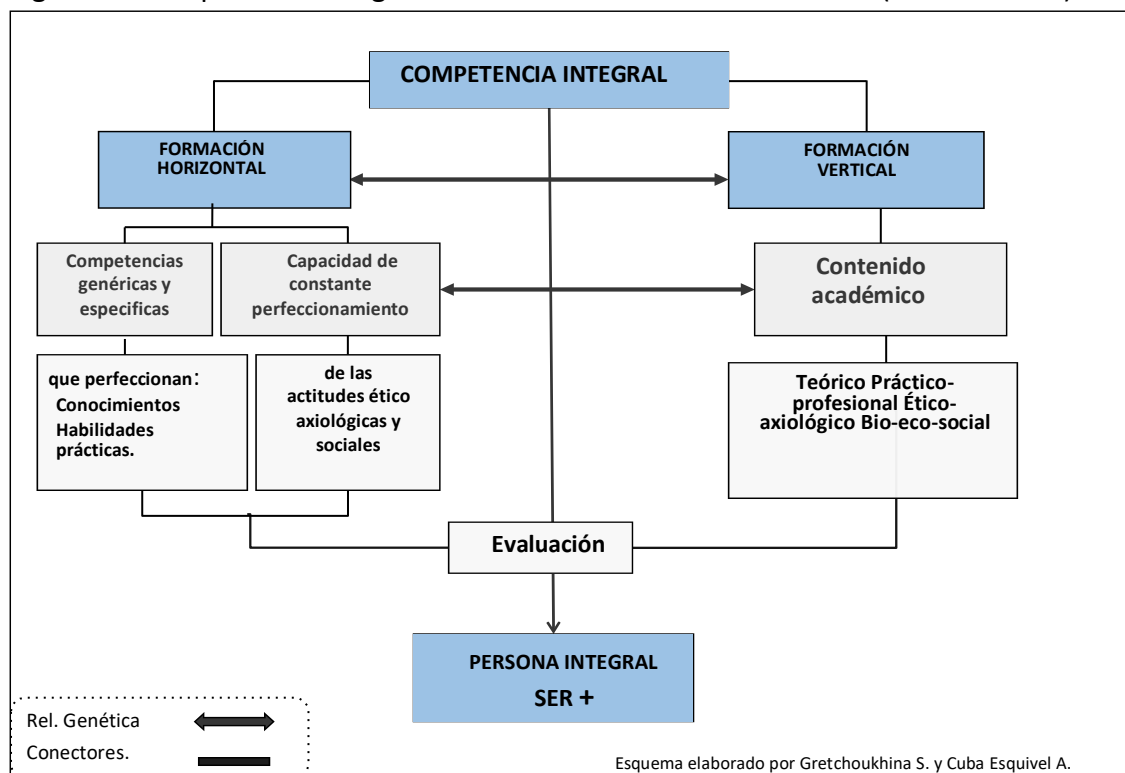 COMPETENCIA INTEGRAL
FORMACIÓN
HORIZONTAL
FORMACIÓN
VERTICAL
Competencias
genéricas y
especificas
Capacidad de
constante
perfeccionamiento
Contenido
académico
que perfeccionan:
Conocimientos
Habilidades
prácticas.
de las
actitudes ético
axiológicas y
sociales
Teórico Práctico-
profesional Ético-
axiológico Bio-eco-social
Evaluación
PERSONA INTEGRAL
SER +
Rel. Genética
Conectores.
Esquema elaborado por Gretchoukhina S. y Cuba Esquivel A.